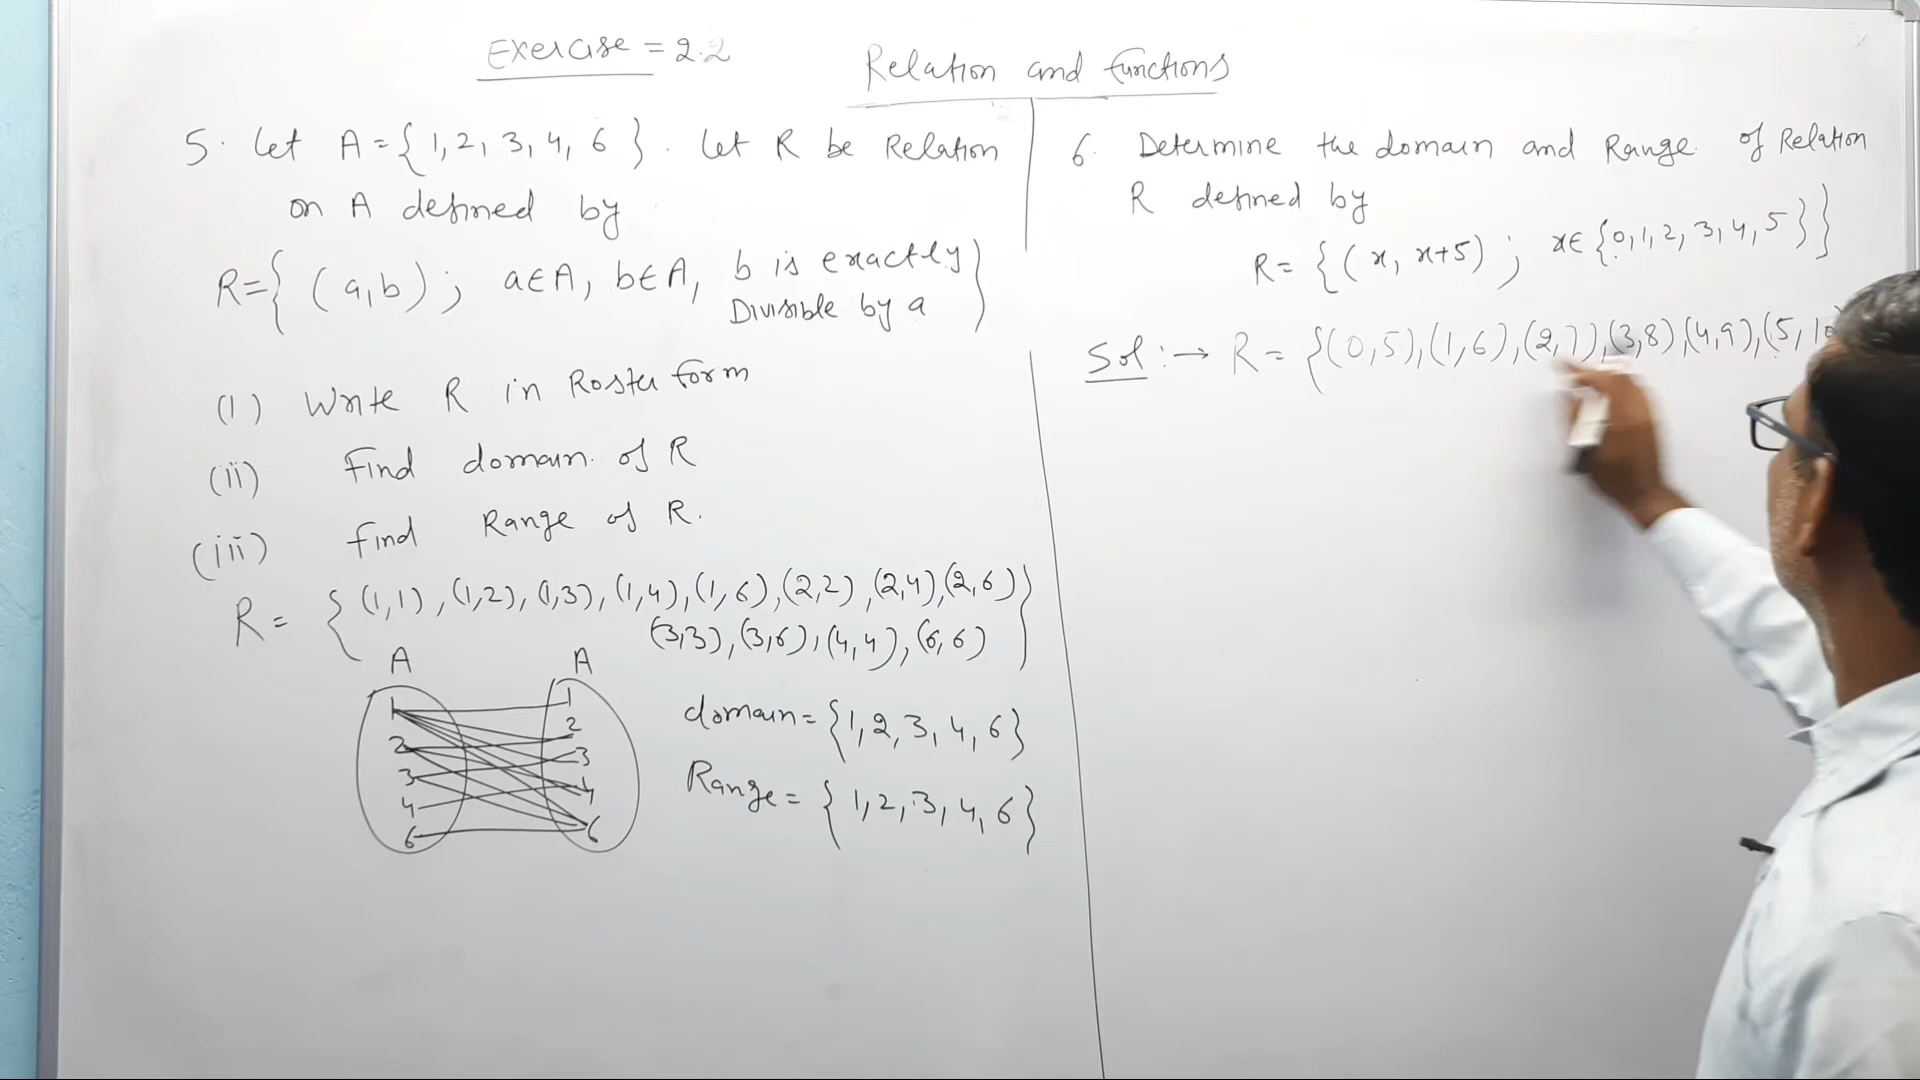 Exercise = 2.2
Relation and functions
5. Let A = { 1, 2, 3, 4, 6 } . Let R be Relation
on A defined by
R = { (a, b) ; a ∈ A, b ∈ A, b is exactly
Divisible by a }
(i) Write R in Roster form
(ii) Find domain of R
(iii) Find Range of R.
R = { (1,1), (1,2), (1,3), (1,4), (1,6), (2,2), (2,4), (2,6)
(3,3), (3,6), (4,4), (6,6) }
A A
1 1
2 2
3 3
4 4
6 6
domain = {1, 2, 3, 4, 6}
Range = { 1, 2, 3, 4, 6 }
6. Determine the domain and Range of Relation
R defined by
R = { (x, x+5) ; x ∈ {0, 1, 2, 3, 4, 5} }
Sol :→ R = {(0,5), (1,6), (2,7), (3,8), (4,9), (5, 10